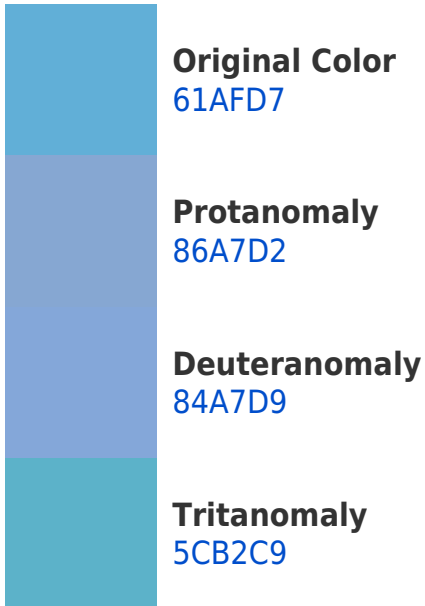 Original Color
61AFD7
Protanomaly
86A7D2
Deuteranomaly
84A7D9
Tritanomaly
5CB2C9